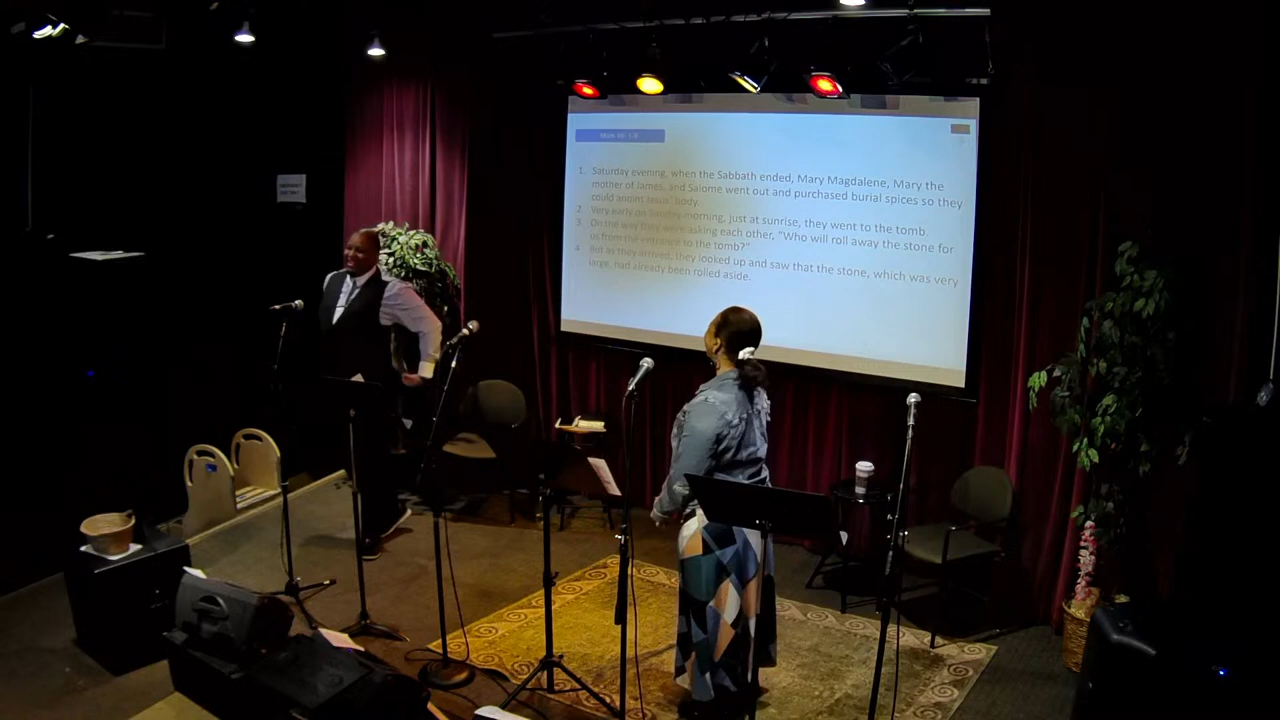 1. Saturday evening, when the Sabbath ended, Mary Magdalene, Mary the
mother of James, and Salome went out and purchased burial spices so they
could anoint Jesus' body.
2. Very early on Sunday morning, just at sunrise, they went to the tomb.
3. On the way they were asking each other, "Who will roll away the stone for
us from the entrance to the tomb?"
4. But as they arrived, they looked up and saw that the stone, which was very
large, had already been rolled aside.